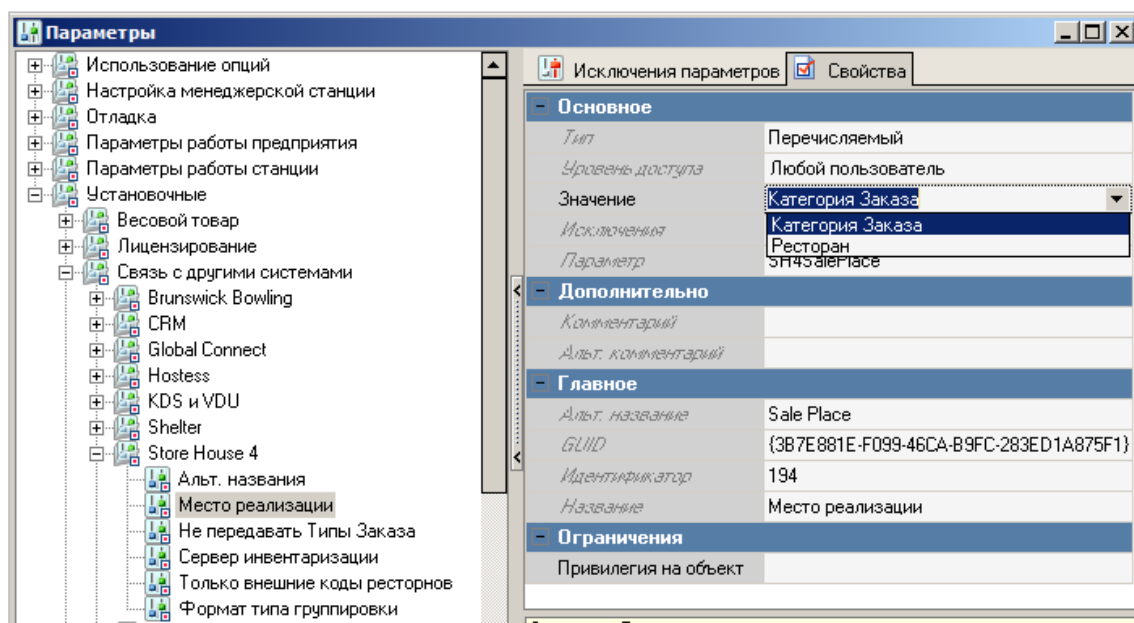 Параметры
Использование опций
Настройка менеджерской станции
Отладка
Параметры работы предприятия
Параметры работы станции
Установочные
Весовой товар
Лицензирование
Связь с другими системами
Brunswick Bowling
CRM
Global Connect
Hostess
KDS и VDU
Shelter
Store House 4
Альт. названия
Место реализации
Не передавать Типы Заказа
Сервер инвентаризации
Только внешние коды ресторнов
Формат типа группировки
Исключения параметров Свойства
Основное
Тип Перечисляемый
Уровень доступа Любой пользователь
Значение Категория Заказа
Категория Заказа
Исключения Ресторан
Параметр SH4SalePlace
Дополнительно
Комментарий
Альт. комментарий
Главное
Альт. название Sale Place
GUID {3B7E881E-F099-46CA-B9FC-283ED1A875F1}
Идентификатор 194
Название Место реализации
Ограничения
Привилегия на объект